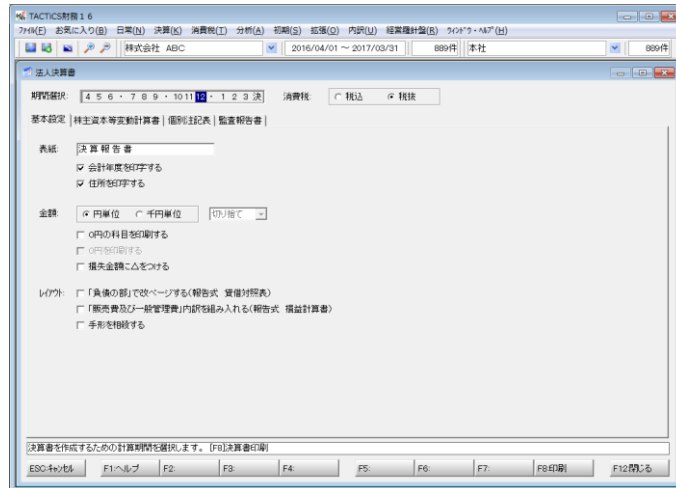 TACTiCS財務16
ファイル(F) お気に入り(B) 日常(N) 決算(K) 消費税(T) 分析(A) 初期(S) 拡張(O) 内訳(U) 経営羅針盤(R) ウインドウ・ヘルプ(H)
株式会社 ABC 2016/04/01 ～ 2017/03/31 889件 本社 889件
法人決算書
期間選択: 4 5 6 ・ 7 8 9 ・ 10 11 12 ・ 1 2 3 決 消費税: 税込 税抜
基本設定 株主資本等変動計算書 個別注記表 監査報告書
表紙: 決算報告書
会計年度を印字する
住所を印字する
金額: 円単位 千円単位 切り捨て
0円の科目を印刷する
0円を印刷する
損失金額に△をつける
レイアウト: 「負債の部」で改ページする(報告式 貸借対照表)
「販売費及び一般管理費」内訳を組み入れる(報告式 損益計算書)
手形を相殺する
決算書を作成するための計算期間を選択します。 [F8]決算書印刷
ESC:キャンセル F1:ヘルプ F2: F3: F4: F5: F6: F7: F8:印刷 F12:閉じる